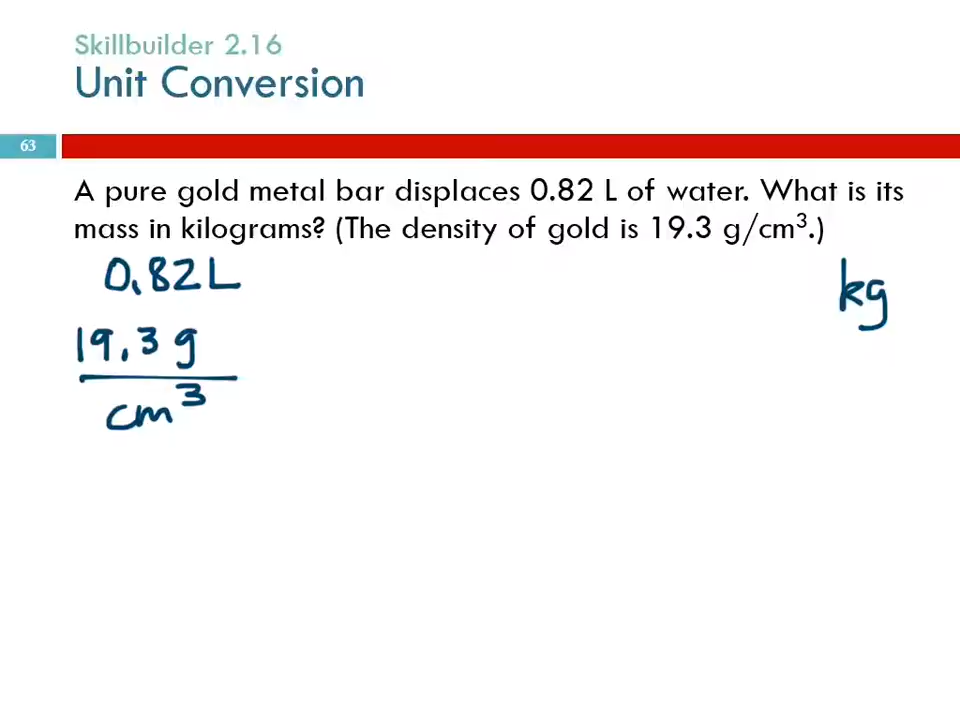 Skillbuilder 2.16
Unit Conversion
63
A pure gold metal bar displaces 0.82 L of water. What is its
mass in kilograms? (The density of gold is 19.3 g/cm³.)
0.82 L
kg
19.3 g
cm³